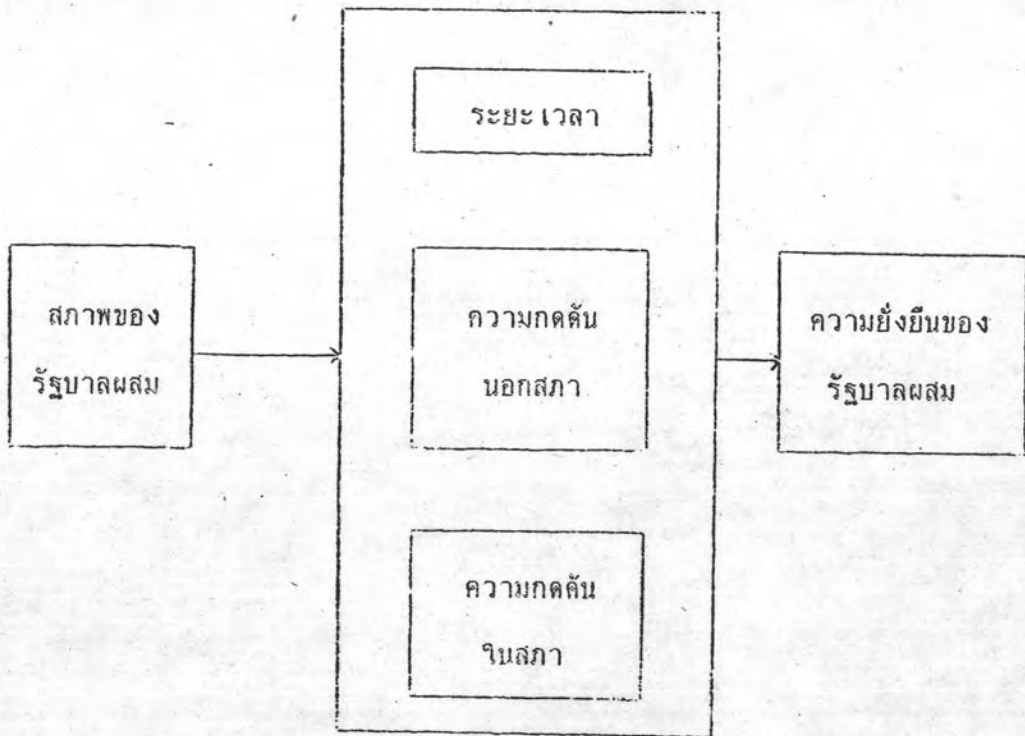 ระยะเวลา
สภาพของ
รัฐบาลผสม
ความกดดัน
นอกสภา
ความยั่งยืนของ
รัฐบาลผสม
ความกดดัน
ในสภา